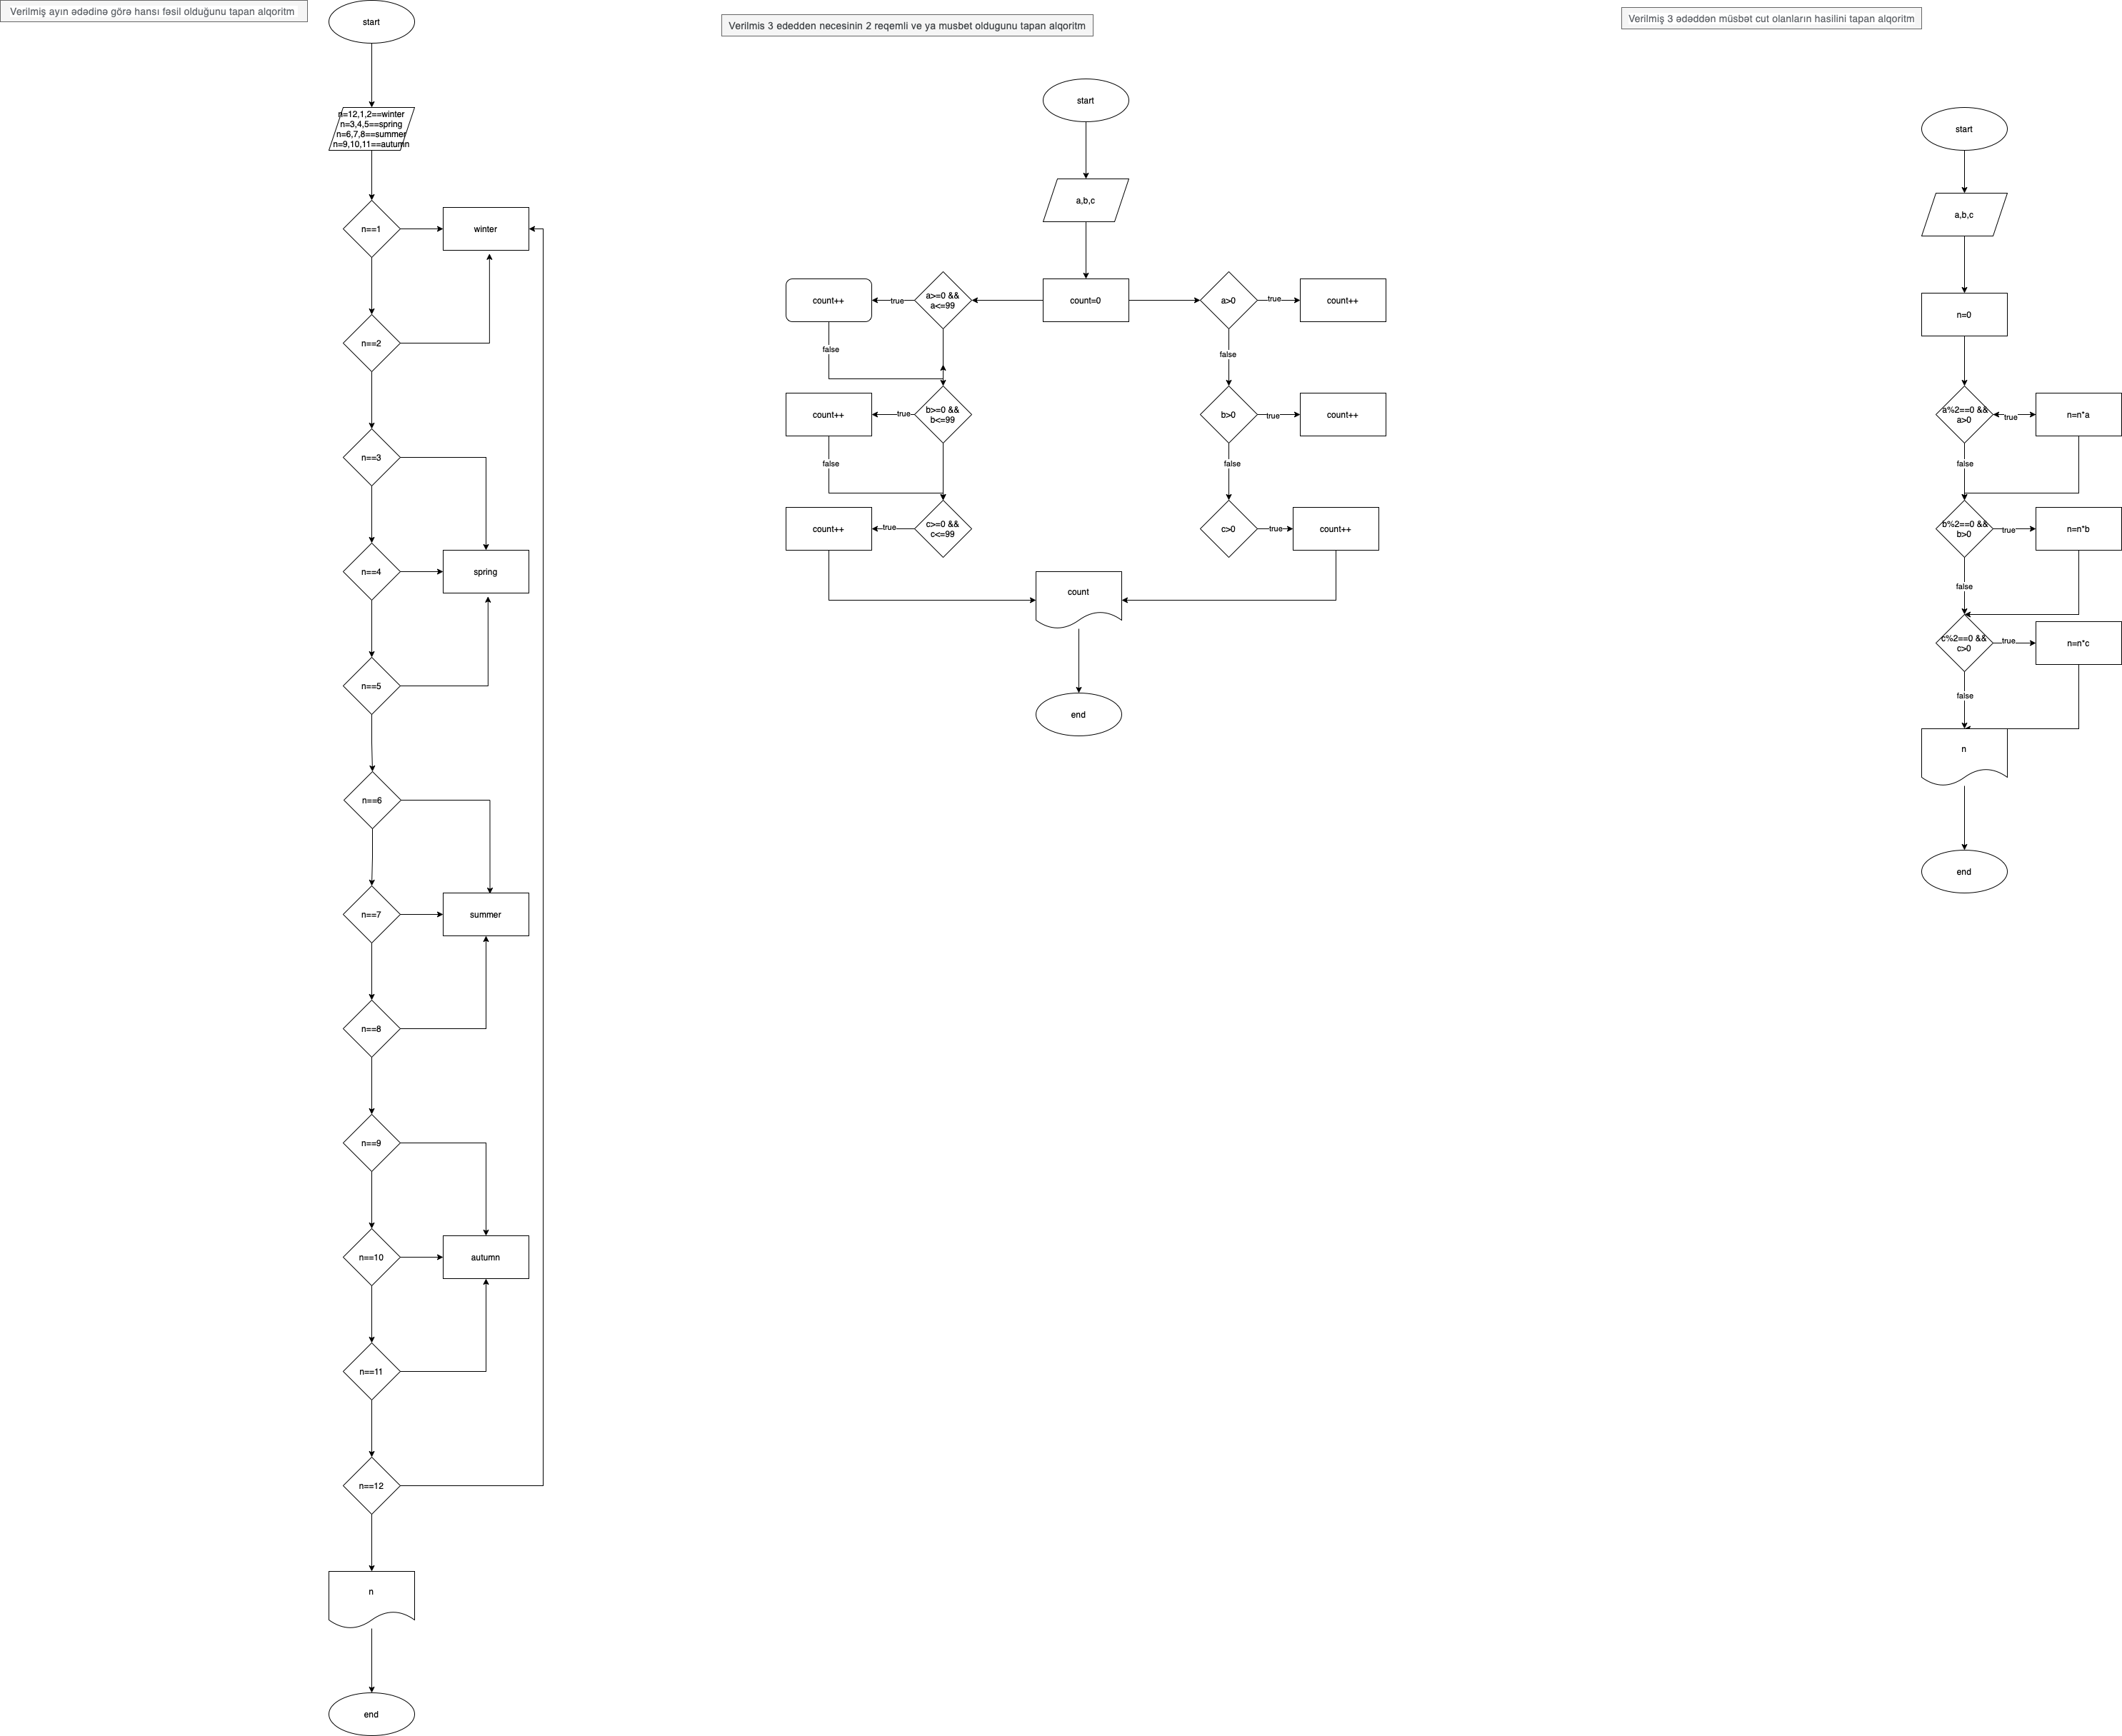 Verilmiş ayın ədədinə görə hansı fəsil olduğunu tapan alqoritm
start
n=12,1,2==winter
n=3,4,5==spring
n=6,7,8==summer
n=9,10,11==autumn
n==1
winter
n==2
n==3
n==4
spring
n==5
n==6
n==7
summer
n==8
n==9
n==10
autumn
n==11
n==12
n
end
Verilmis 3 ededden necesinin 2 reqemli ve ya musbet oldugunu tapan alqoritm
start
a,b,c
count++
true
a>=0 &&
a<=99
count=0
a>0
true
count++
false
false
count++
true
b>=0 &&
b<=99
b>0
true
count++
false
false
count++
true
c>=0 &&
c<=99
c>0
true
count++
count
end
Verilmiş 3 ədəddən müsbət cut olanların hasilini tapan alqoritm
start
a,b,c
n=0
a%2==0 &&
a>0
true
n=n*a
false
b%2==0 &&
b>0
true
n=n*b
false
c%2==0 &&
c>0
true
n=n*c
false
n
end